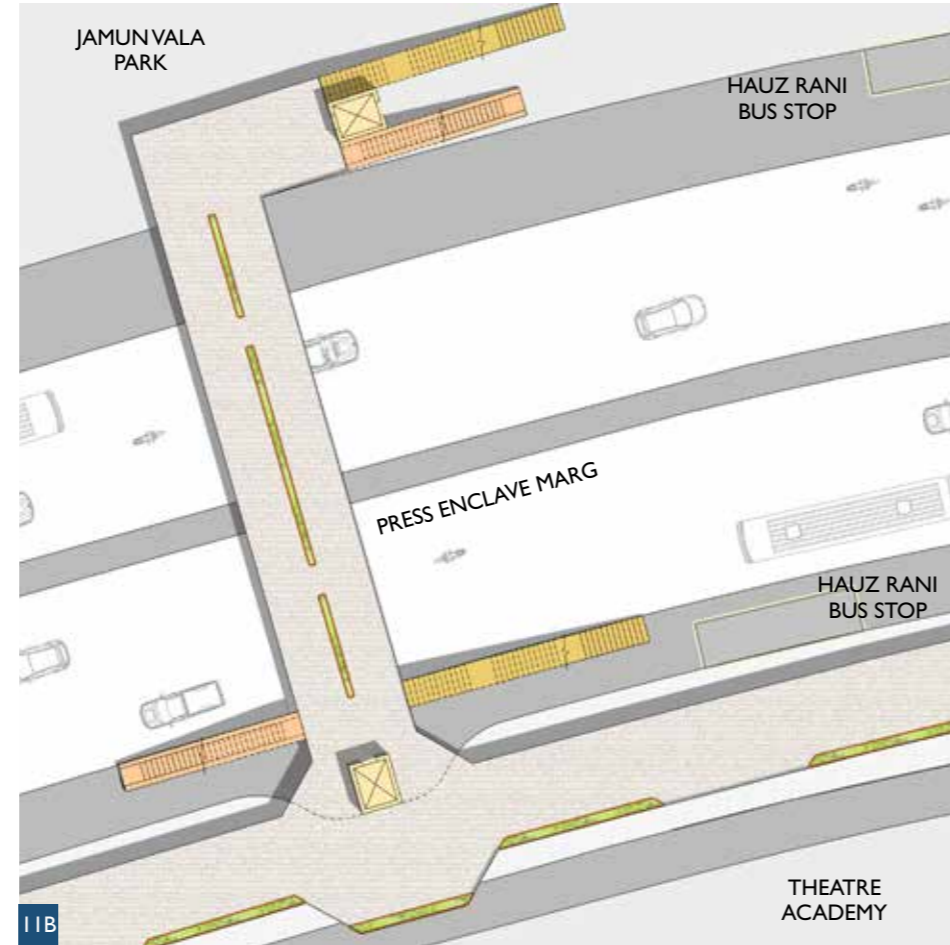 JAMUN VALA
PARK
HAUZ RANI
BUS STOP
PRESS ENCLAVE MARG
HAUZ RANI
BUS STOP
THEATRE
ACADEMY
11B